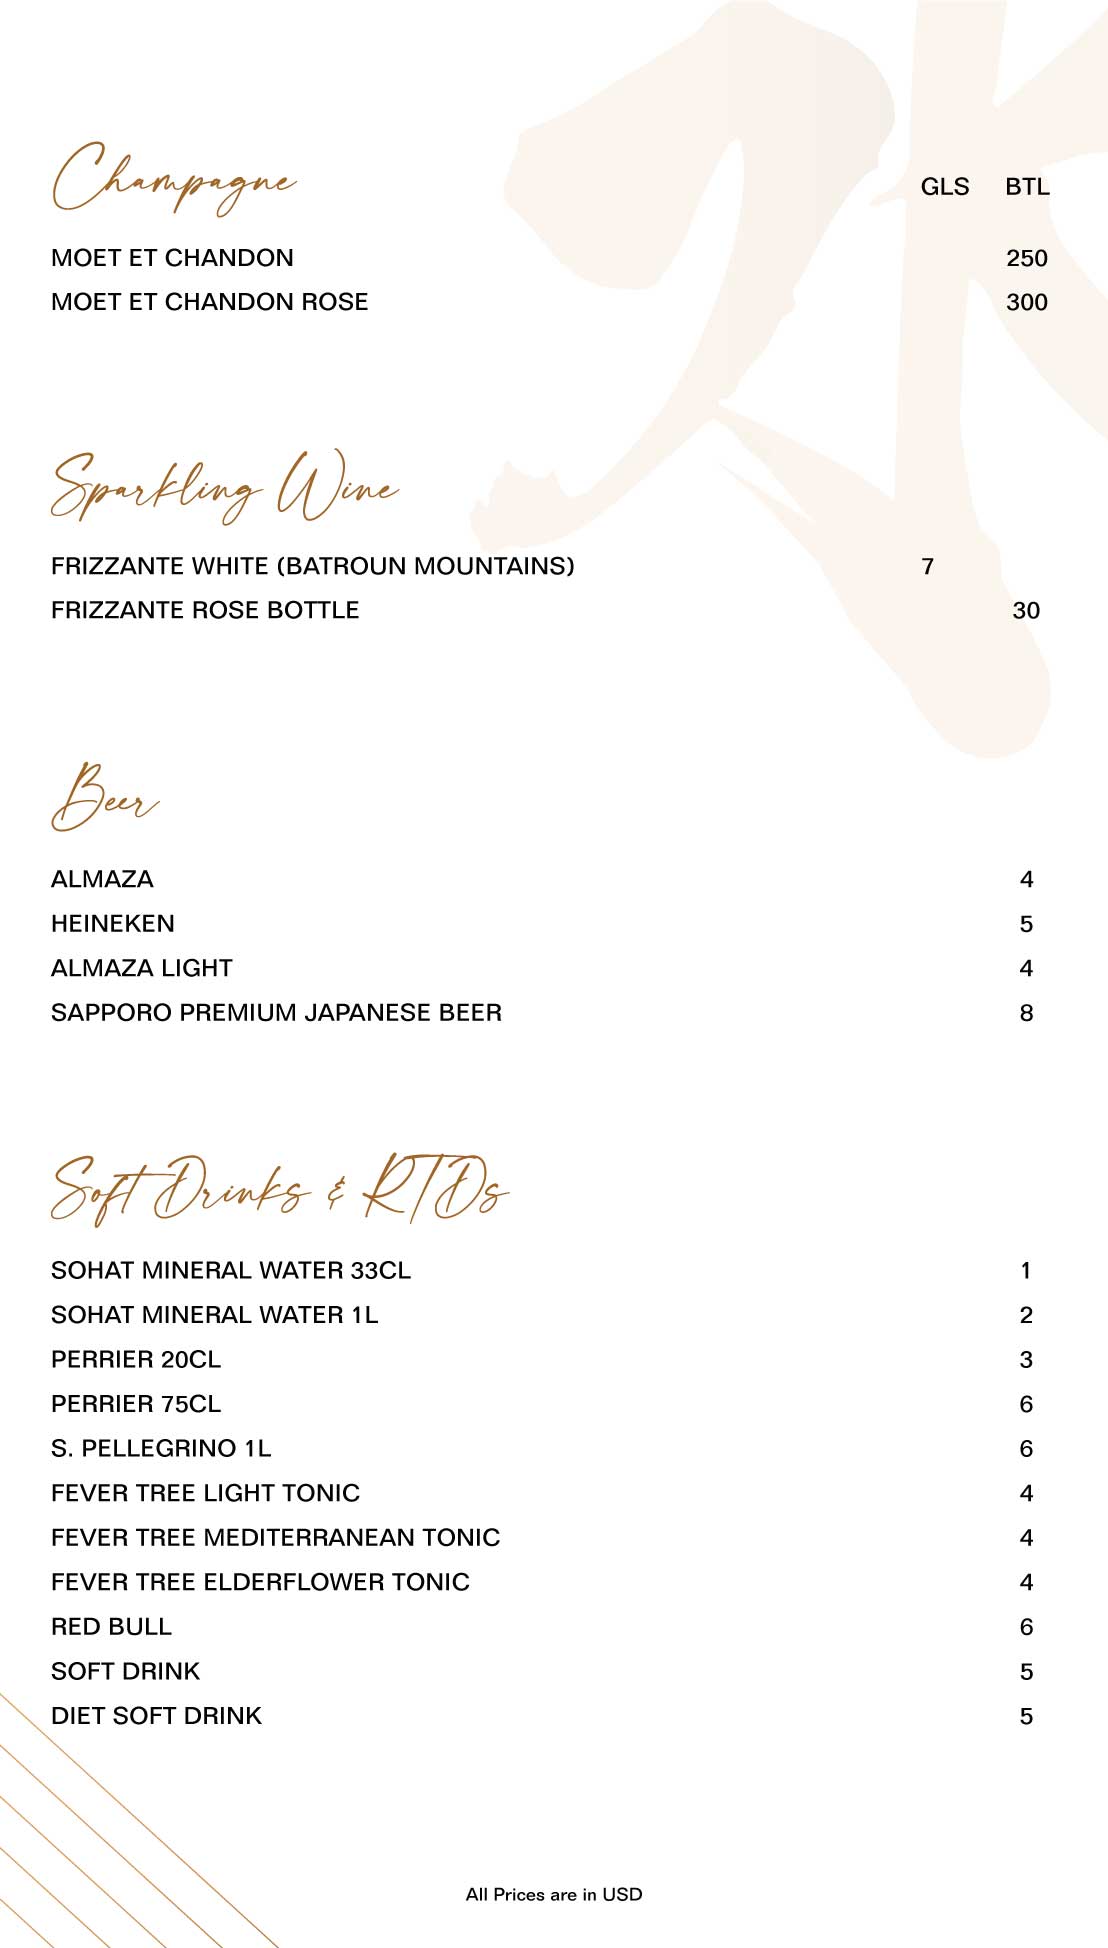 Champagne GLS BTL
MOET ET CHANDON 250
MOET ET CHANDON ROSE 300
Sparkling Wine
FRIZZANTE WHITE (BATROUN MOUNTAINS) 7
FRIZZANTE ROSE BOTTLE 30
Beer
ALMAZA 4
HEINEKEN 5
ALMAZA LIGHT 4
SAPPORO PREMIUM JAPANESE BEER 8
Soft Drinks & RTDs
SOHAT MINERAL WATER 33CL 1
SOHAT MINERAL WATER 1L 2
PERRIER 20CL 3
PERRIER 75CL 6
S. PELLEGRINO 1L 6
FEVER TREE LIGHT TONIC 4
FEVER TREE MEDITERRANEAN TONIC 4
FEVER TREE ELDERFLOWER TONIC 4
RED BULL 6
SOFT DRINK 5
DIET SOFT DRINK 5
All Prices are in USD